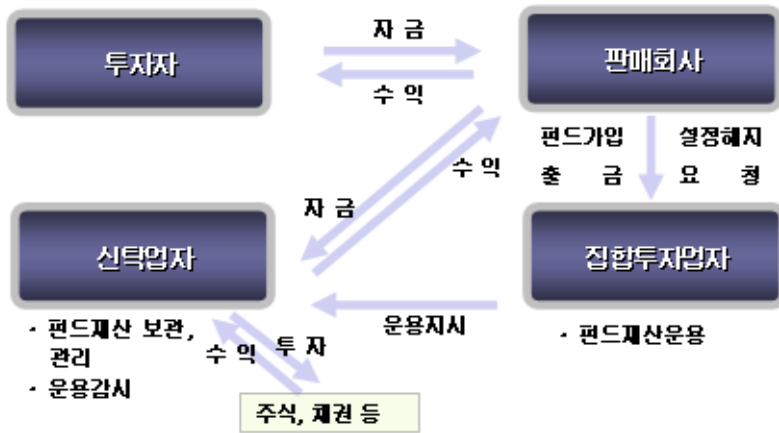 자 금
투자자
판매회사
수 익
펀드가입 설정해지
출 금 요 청
수 익
자 금
신탁업자
집합투자업자
운용지시
· 펀드재산 보관,
관리
· 운용감시
수 익
투 자
· 펀드재산운용
주식, 채권 등